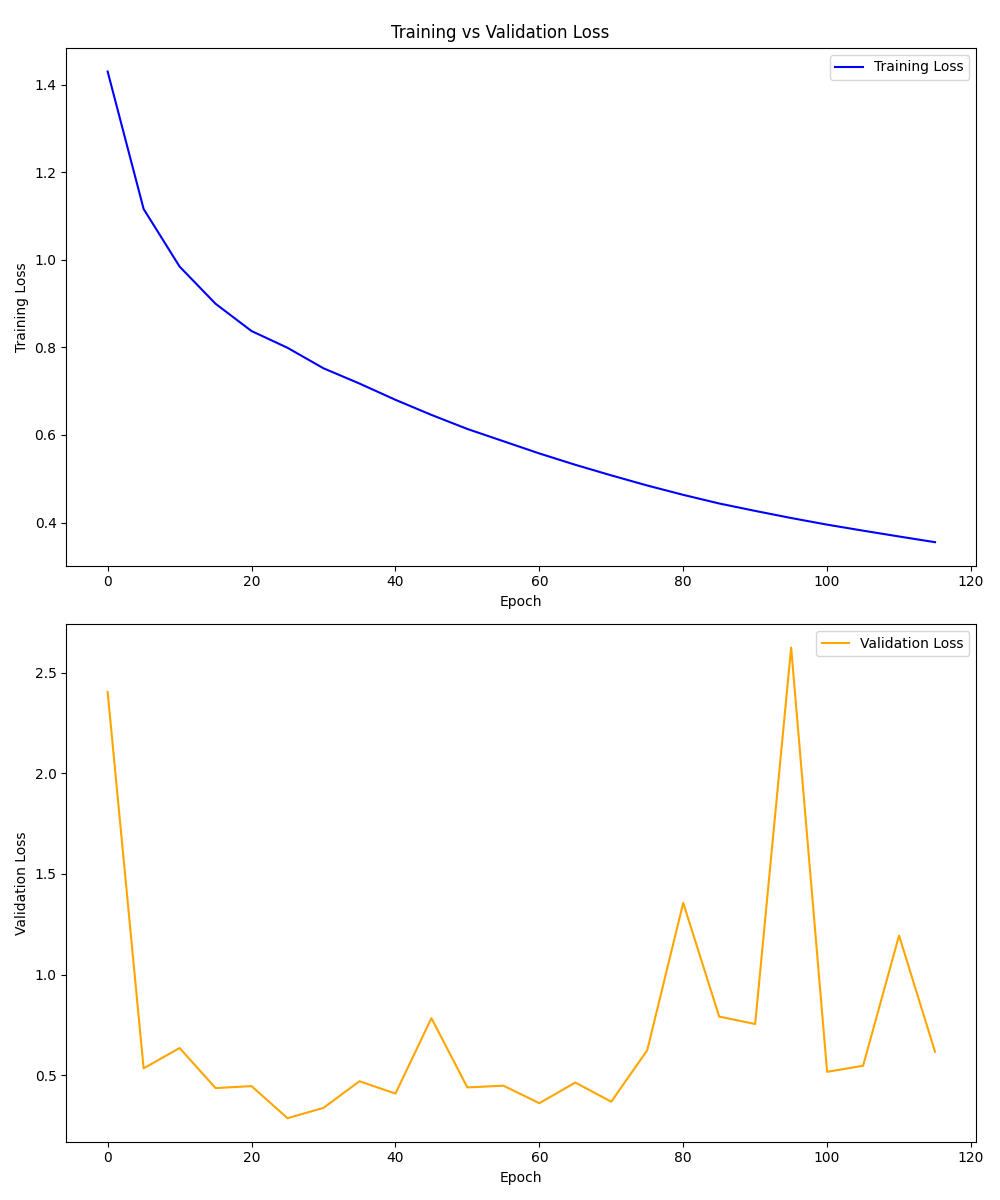 Training vs Validation Loss
Training Loss
1.4
1.2
1.0
0.8
0.6
0.4
Training Loss
0 20 40 60 80 100 120
Epoch
Validation Loss
2.5
2.0
1.5
1.0
0.5
Validation Loss
0 20 40 60 80 100 120
Epoch